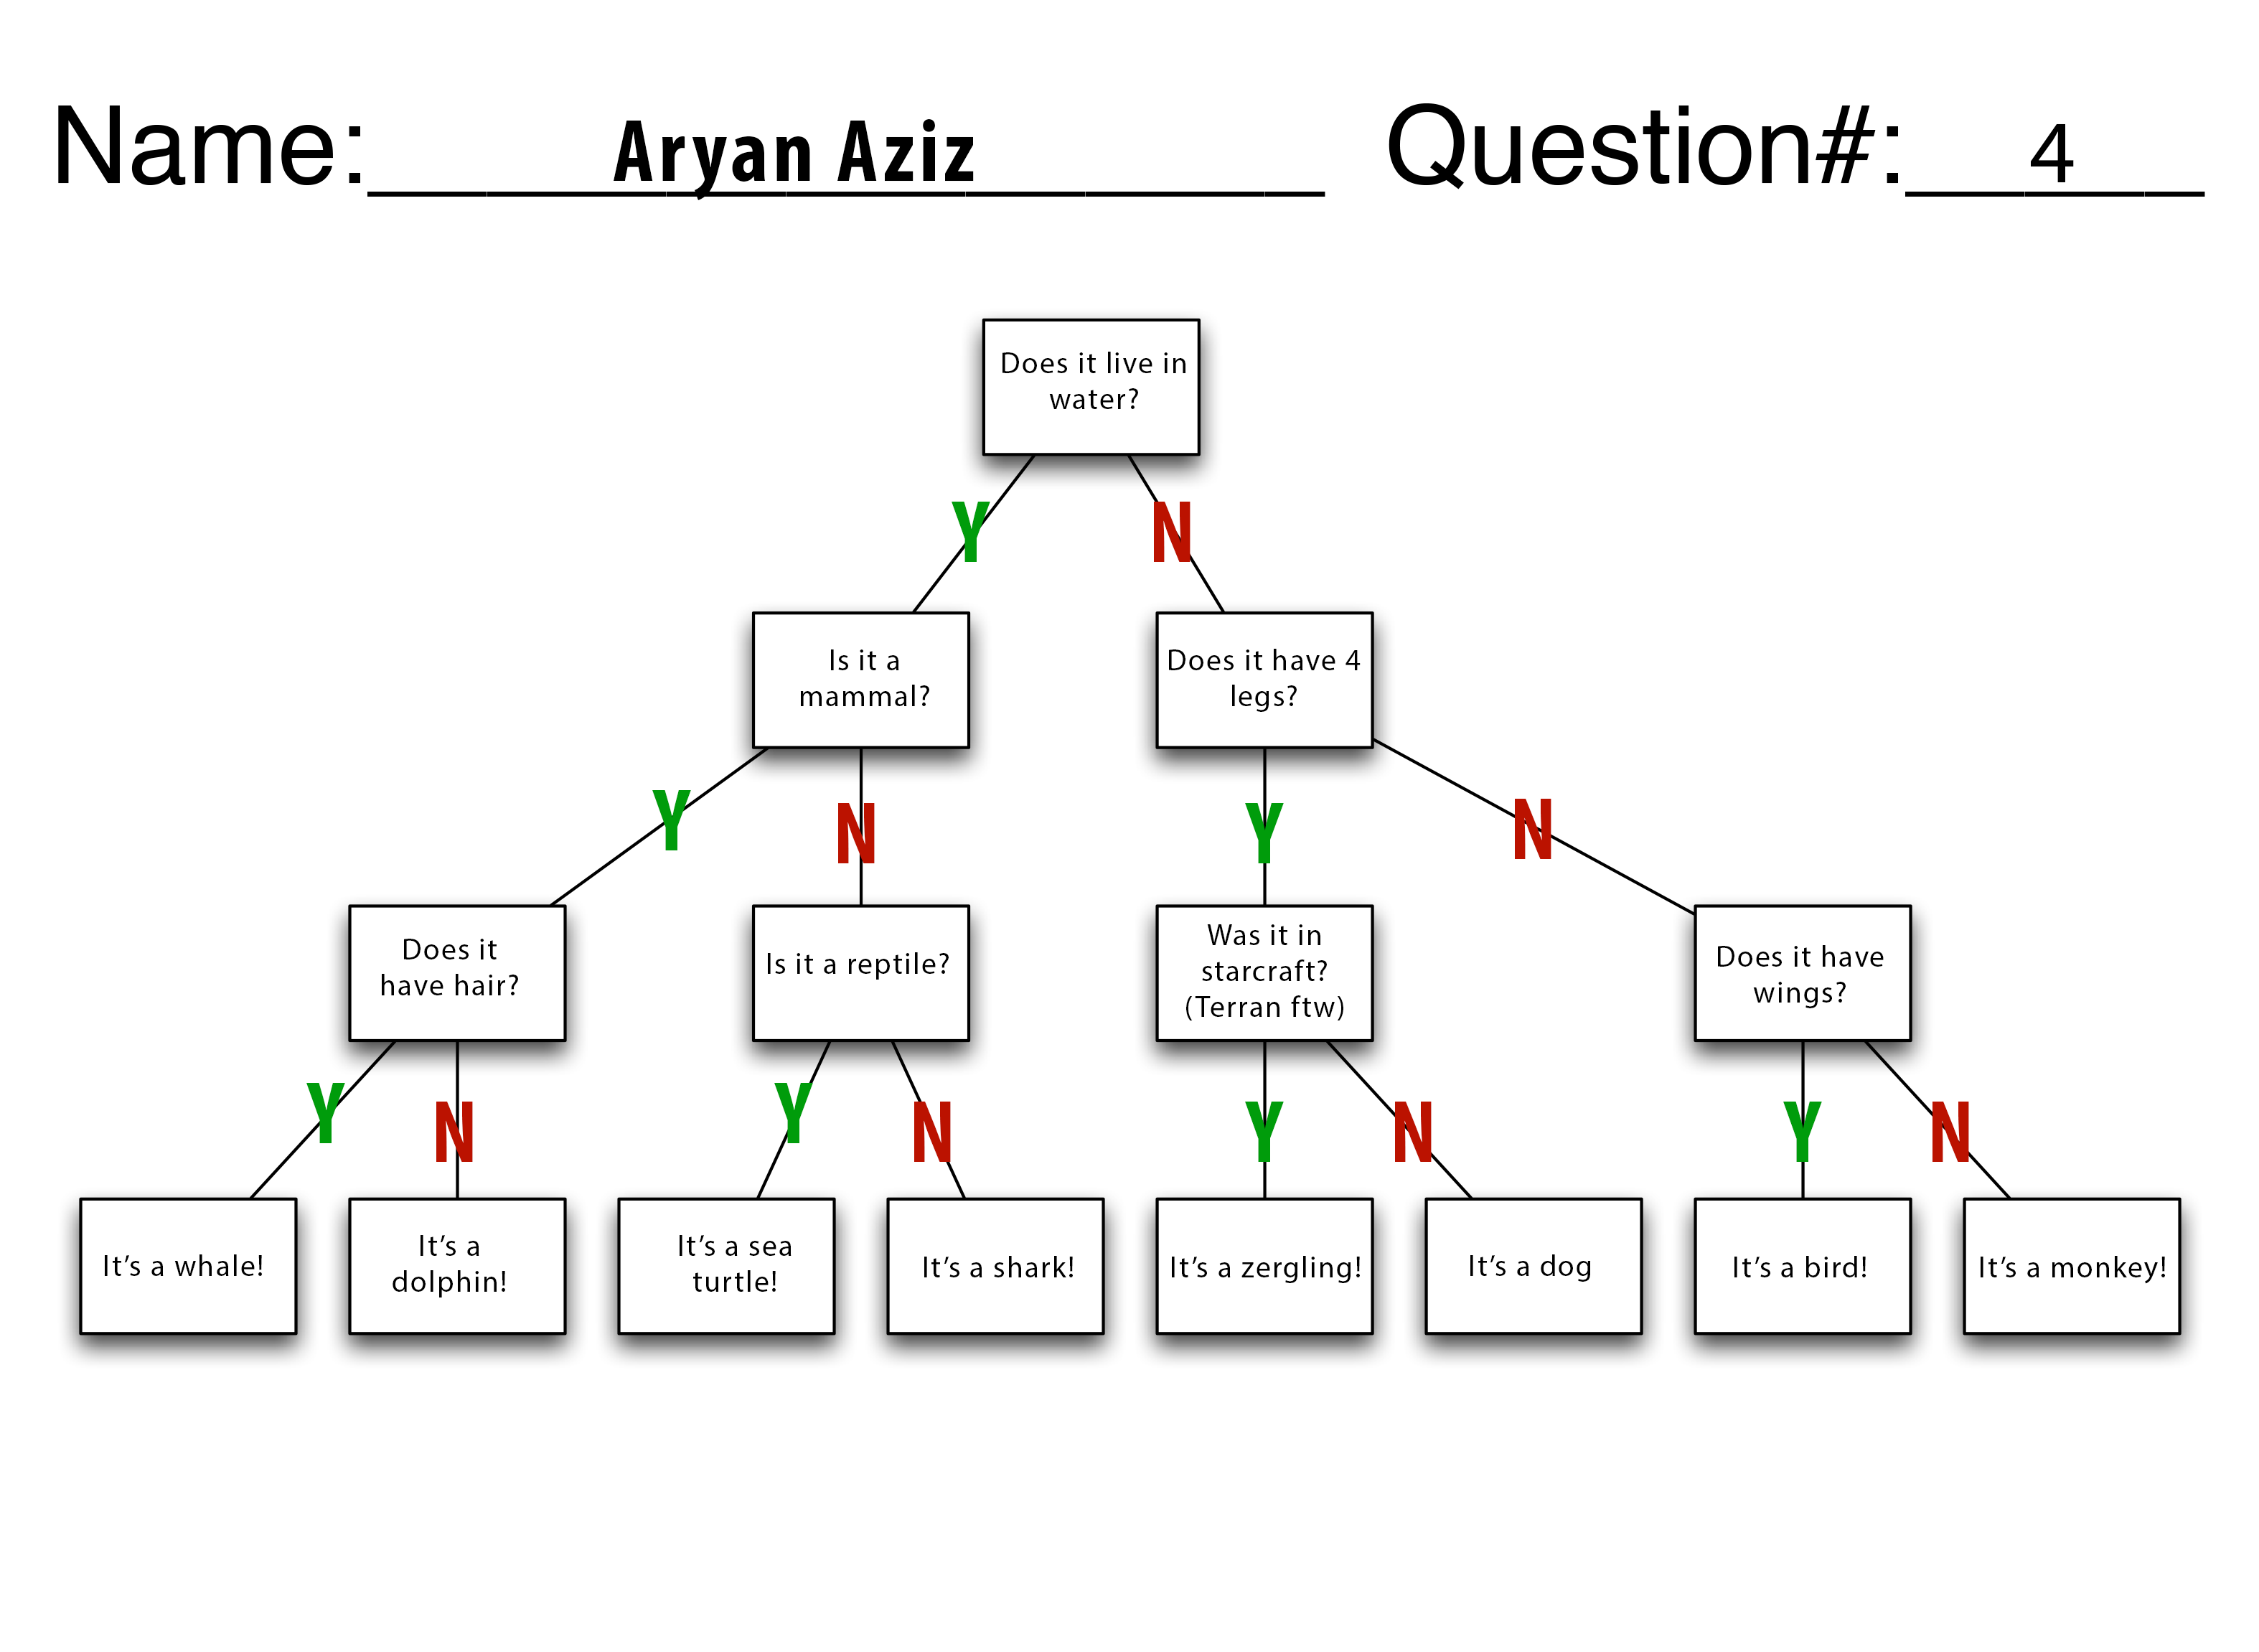 Name:________________ Question#:_____
Aryan Aziz
4
Does it live in
water?
Y
N
Is it a
mammal?
Does it have 4
legs?
Y
N
Y
N
Does it
have hair?
Is it a reptile?
Was it in
starcraft?
(Terran ftw)
Does it have
wings?
Y
N
Y
N
Y
N
Y
N
It's a whale!
It's a
dolphin!
It's a sea
turtle!
It's a shark!
It's a zergling!
It's a dog
It's a bird!
It's a monkey!